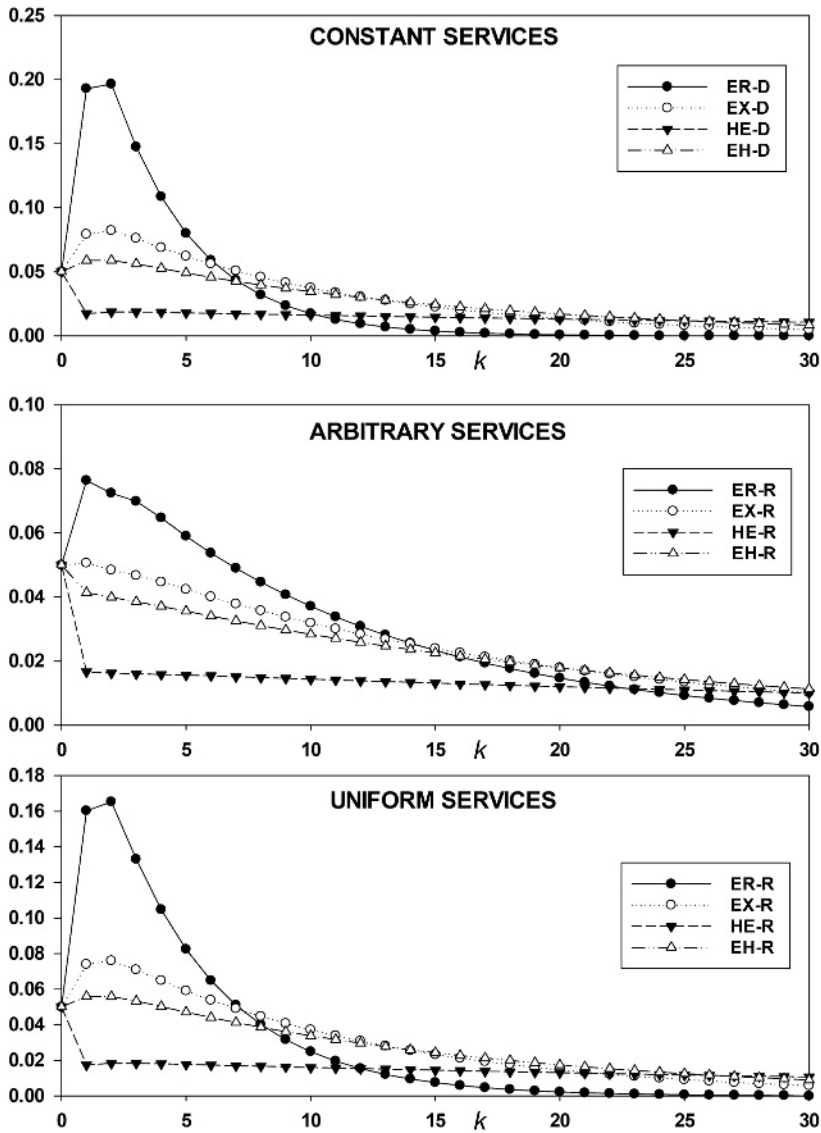 CONSTANT SERVICES
0.25
0.20
0.15
0.10
0.05
0.00
ER-D
EX-D
HE-D
EH-D
0 5 10 k 15 20 25 30
ARBITRARY SERVICES
0.10
0.08
0.06
0.04
0.02
0.00
ER-R
EX-R
HE-R
EH-R
0 5 10 15 k 20 25 30
UNIFORM SERVICES
0.18
0.16
0.14
0.12
0.10
0.08
0.06
0.04
0.02
0.00
ER-R
EX-R
HE-R
EH-R
0 5 10 15 k 20 25 30